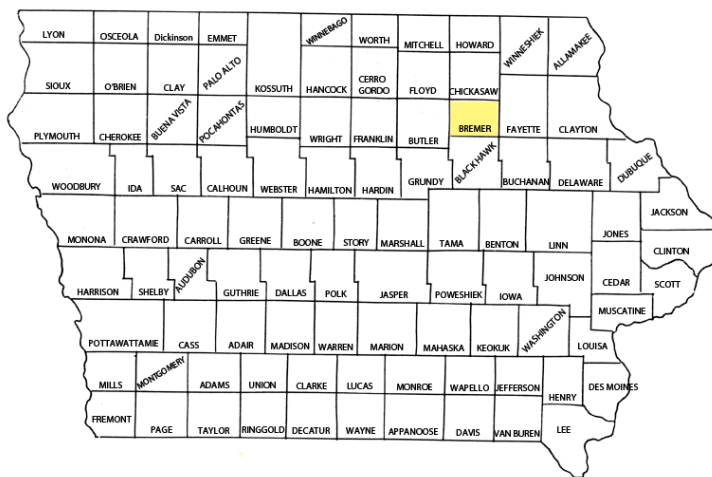 LYON OSCEOLA Dickinson EMMET WINNEBAGO WORTH MITCHELL HOWARD WINNESHIEK ALLAMAKEE
SIOUX O'BRIEN CLAY PALO ALTO KOSSUTH HANCOCK CERRO GORDO FLOYD CHICKASAW
PLYMOUTH CHEROKEE BUENA VISTA POCAHONTAS HUMBOLDT WRIGHT FRANKLIN BUTLER BREMER FAYETTE CLAYTON
WOODBURY IDA SAC CALHOUN WEBSTER HAMILTON HARDIN GRUNDY BLACK HAWK BUCHANAN DELAWARE DUBUQUE
MONONA CRAWFORD CARROLL GREENE BOONE STORY MARSHALL TAMA BENTON LINN JONES JACKSON
CLINTON
HARRISON SHELBY AUDUBON GUTHRIE DALLAS POLK JASPER POWESHIEK IOWA JOHNSON CEDAR SCOTT
MUSCATINE
POTTAWATTAMIE CASS ADAIR MADISON WARREN MARION MAHASKA KEOKUK WASHINGTON LOUISA
MILLS MONTGOMERY ADAMS UNION CLARKE LUCAS MONROE WAPELLO JEFFERSON HENRY DES MOINES
FREMONT PAGE TAYLOR RINGGOLD DECATUR WAYNE APPANOOSE DAVIS VAN BUREN LEE